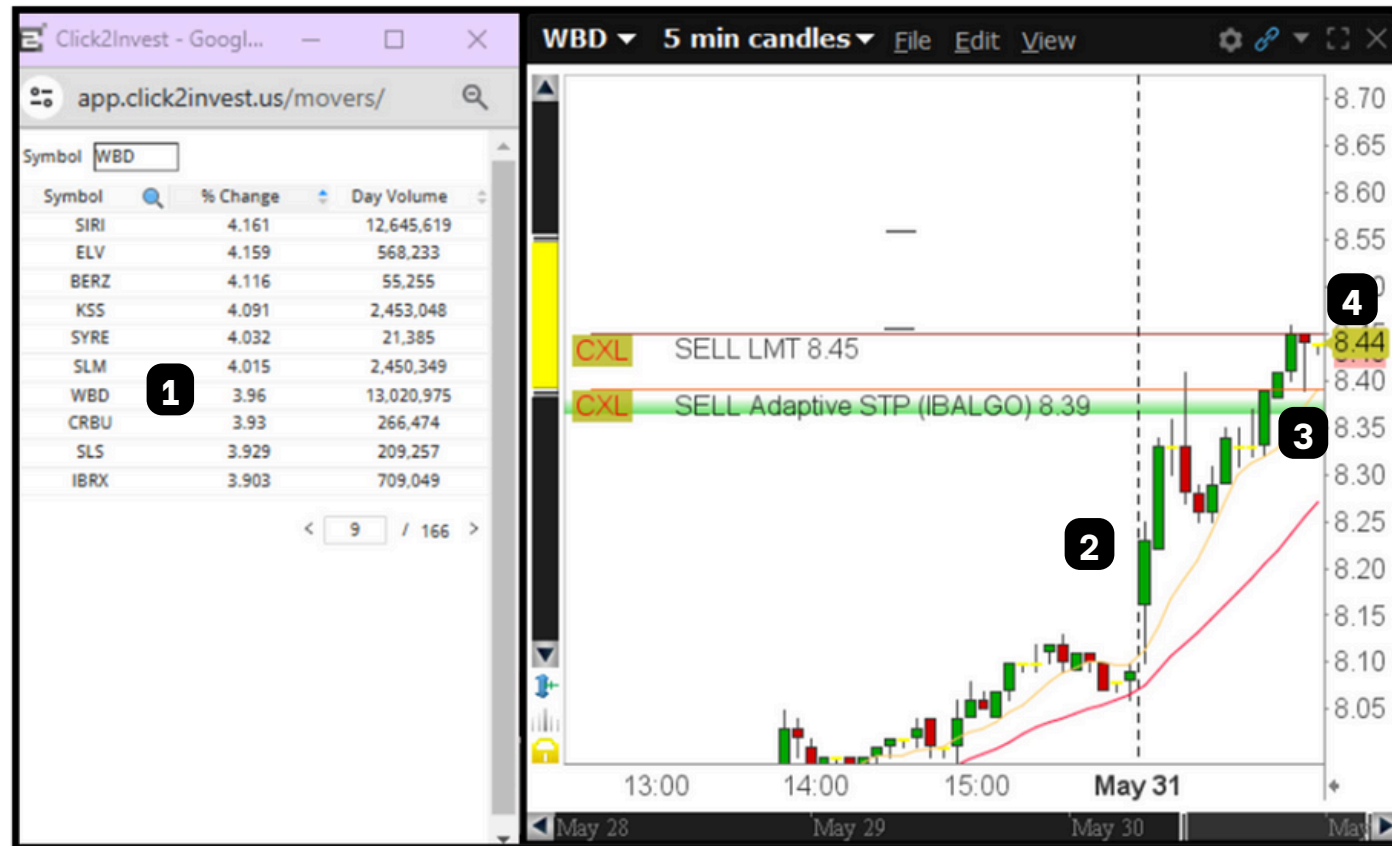 Click2Invest - Googl...
app.click2invest.us/movers/
Symbol WBD
Symbol % Change Day Volume
SIRI 4.161 12,645,619
ELV 4.159 568,233
BERZ 4.116 55,255
KSS 4.091 2,453,048
SYRE 4.032 21,385
SLM 4.015 2,450,349
WBD 3.96 13,020,975
CRBU 3.93 266,474
SLS 3.929 209,257
IBRX 3.903 709,049
< 9 / 166 >
1
WBD 5 min candles File Edit View
8.70
8.65
8.60
8.55
4
CXL SELL LMT 8.45
8.44
8.40
CXL SELL Adaptive STP (IBALGO) 8.39
8.35
3
8.30
8.25
2
8.20
8.15
8.10
8.05
13:00 14:00 15:00 May 31
May 28 May 29 May 30 May